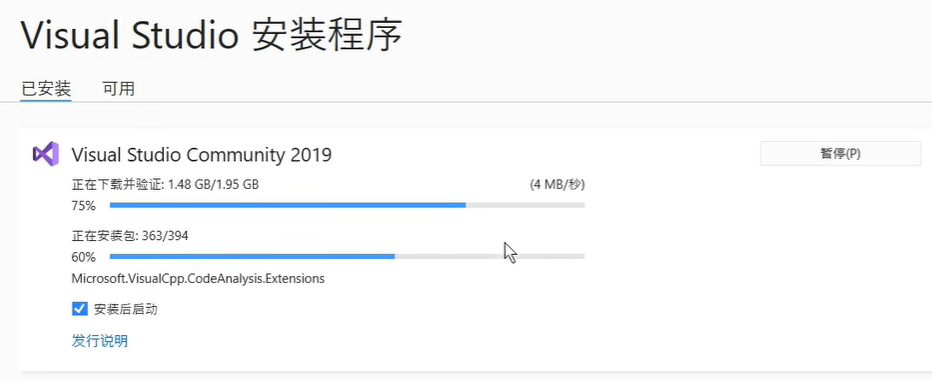 Visual Studio 安装程序
已安装 可用
Visual Studio Community 2019 暂停(P)
正在下载并验证: 1.48 GB/1.95 GB (4 MB/秒)
75%
正在安装包: 363/394
60%
Microsoft.VisualCpp.CodeAnalysis.Extensions
安装后启动
发行说明